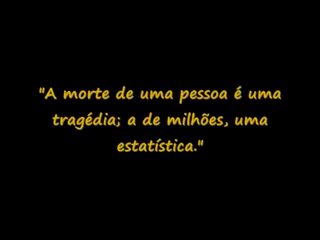 "A morte de uma pessoa é uma
tragédia; a de milhões, uma
estatística."